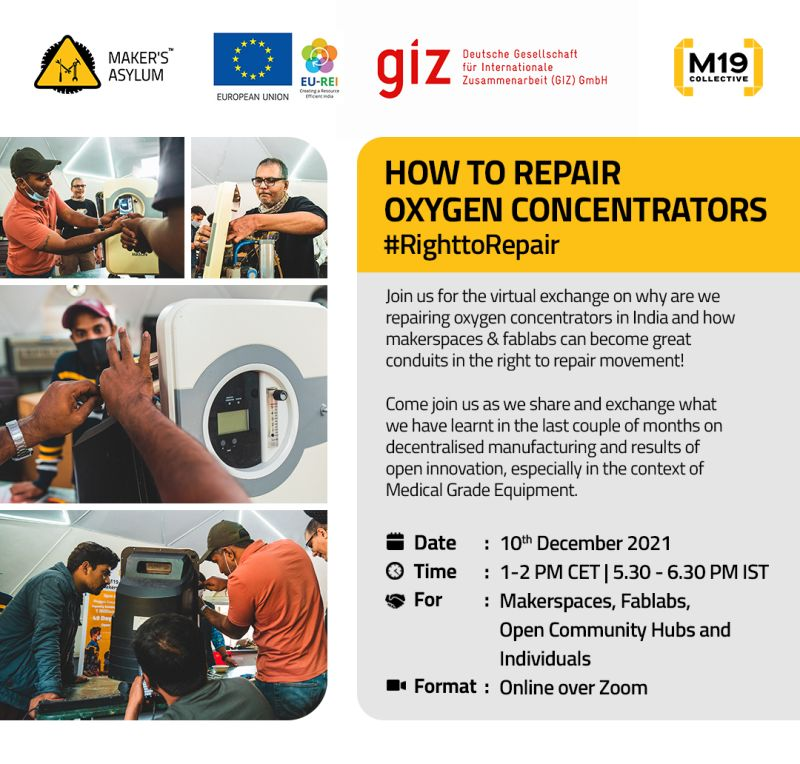 MAKER'S™
ASYLUM
EUROPEAN UNION
EU-REI
Creating a Resource
Efficient India
giz
Deutsche Gesellschaft
für Internationale
Zusammenarbeit (GIZ) GmbH
M19
COLLECTIVE
HOW TO REPAIR
OXYGEN CONCENTRATORS
#RighttoRepair
Join us for the virtual exchange on why are we
repairing oxygen concentrators in India and how
makerspaces & fablabs can become great
conduits in the right to repair movement!
Come join us as we share and exchange what
we have learnt in the last couple of months on
decentralised manufacturing and results of
open innovation, especially in the context of
Medical Grade Equipment.
Date : 10th December 2021
Time : 1-2 PM CET | 5.30 - 6.30 PM IST
For : Makerspaces, Fablabs,
Open Community Hubs and
Individuals
Format : Online over Zoom